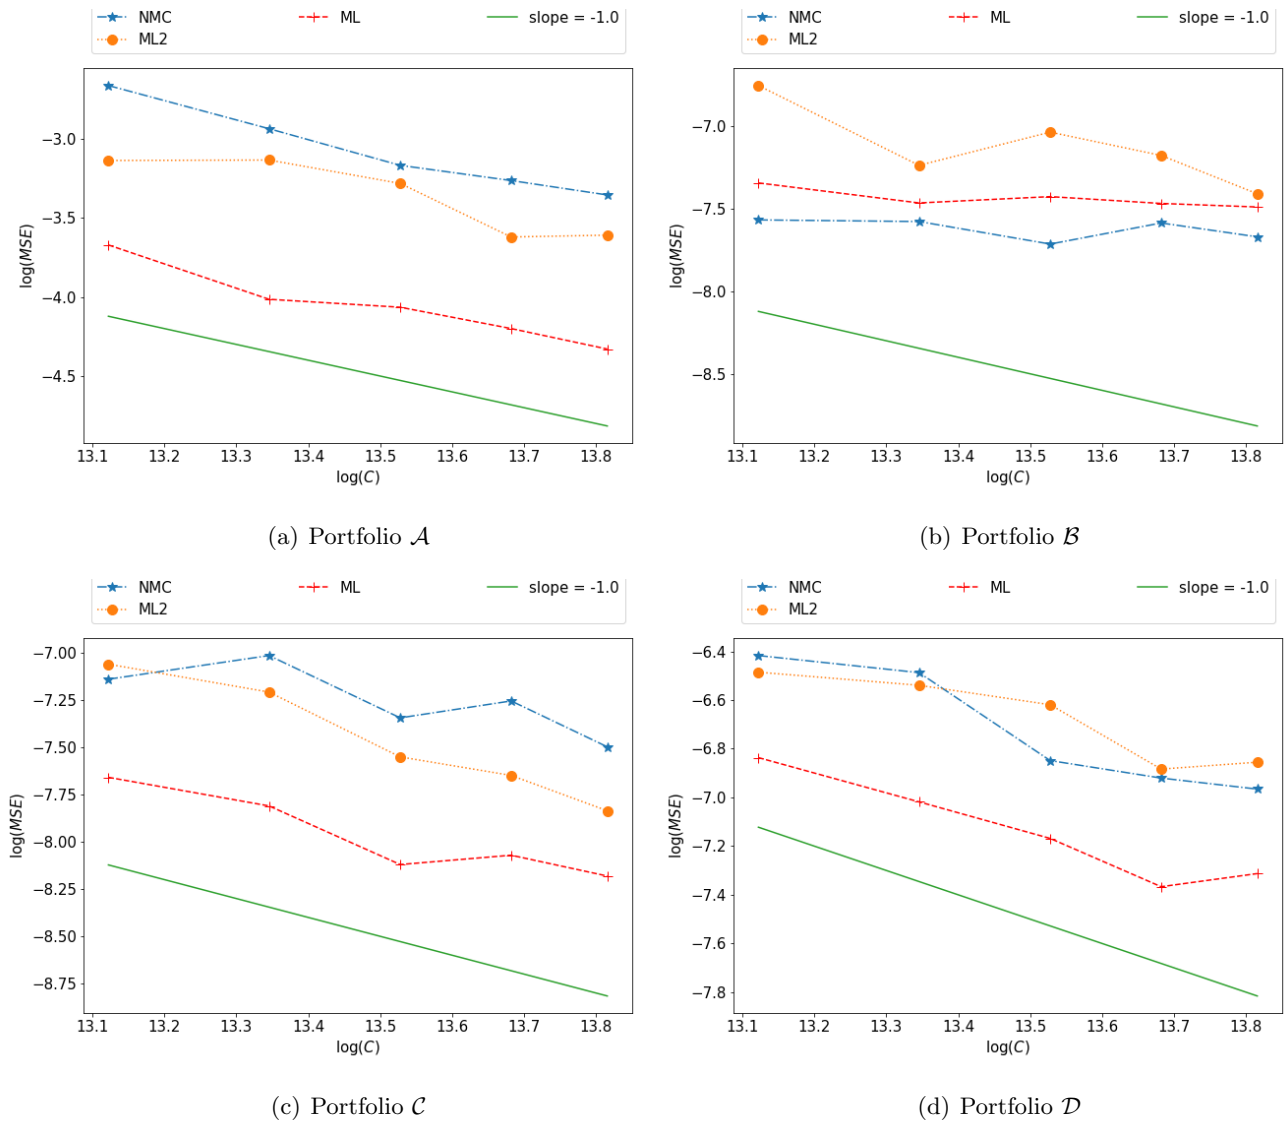 NMC ML slope = -1.0
ML2
−3.0
−3.5
−4.0
−4.5
log(MSE)
13.1 13.2 13.3 13.4 13.5 13.6 13.7 13.8
log(C)
(a) Portfolio 𝒜
NMC ML slope = -1.0
ML2
−7.0
−7.5
−8.0
−8.5
log(MSE)
13.1 13.2 13.3 13.4 13.5 13.6 13.7 13.8
log(C)
(b) Portfolio ℬ
NMC ML slope = -1.0
ML2
−7.00
−7.25
−7.50
−7.75
−8.00
−8.25
−8.50
−8.75
log(MSE)
13.1 13.2 13.3 13.4 13.5 13.6 13.7 13.8
log(C)
(c) Portfolio 𝒞
NMC ML slope = -1.0
ML2
−6.4
−6.6
−6.8
−7.0
−7.2
−7.4
−7.6
−7.8
log(MSE)
13.1 13.2 13.3 13.4 13.5 13.6 13.7 13.8
log(C)
(d) Portfolio 𝒟